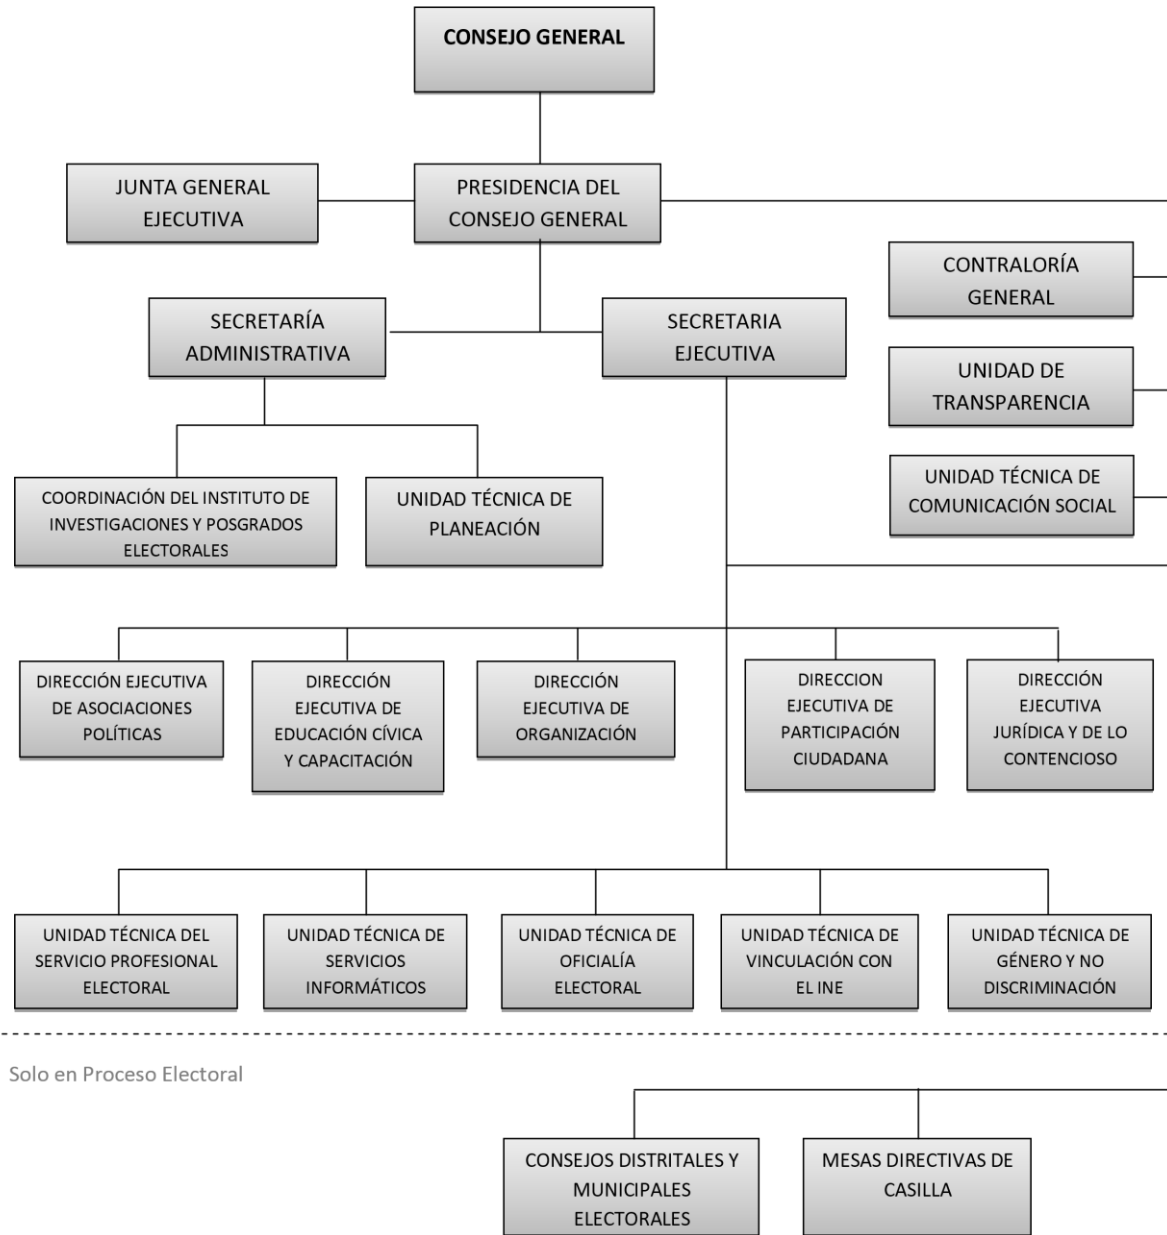 CONSEJO GENERAL
JUNTA GENERAL
EJECUTIVA
PRESIDENCIA DEL
CONSEJO GENERAL
CONTRALORÍA
GENERAL
SECRETARÍA
ADMINISTRATIVA
SECRETARIA
EJECUTIVA
UNIDAD DE
TRANSPARENCIA
UNIDAD TÉCNICA DE
COMUNICACIÓN SOCIAL
COORDINACIÓN DEL INSTITUTO DE
INVESTIGACIONES Y POSGRADOS
ELECTORALES
UNIDAD TÉCNICA DE
PLANEACIÓN
DIRECCIÓN EJECUTIVA
DE ASOCIACIONES
POLÍTICAS
DIRECCIÓN
EJECUTIVA DE
EDUCACIÓN CÍVICA
Y CAPACITACIÓN
DIRECCIÓN
EJECUTIVA DE
ORGANIZACIÓN
DIRECCION
EJECUTIVA DE
PARTICIPACIÓN
CIUDADANA
DIRECCIÓN
EJECUTIVA
JURÍDICA Y DE LO
CONTENCIOSO
UNIDAD TÉCNICA DEL
SERVICIO PROFESIONAL
ELECTORAL
UNIDAD TÉCNICA DE
SERVICIOS
INFORMÁTICOS
UNIDAD TÉCNICA DE
OFICIALÍA
ELECTORAL
UNIDAD TÉCNICA DE
VINCULACIÓN CON
EL INE
UNIDAD TÉCNICA DE
GÉNERO Y NO
DISCRIMINACIÓN
Solo en Proceso Electoral
CONSEJOS DISTRITALES Y
MUNICIPALES
ELECTORALES
MESAS DIRECTIVAS DE
CASILLA